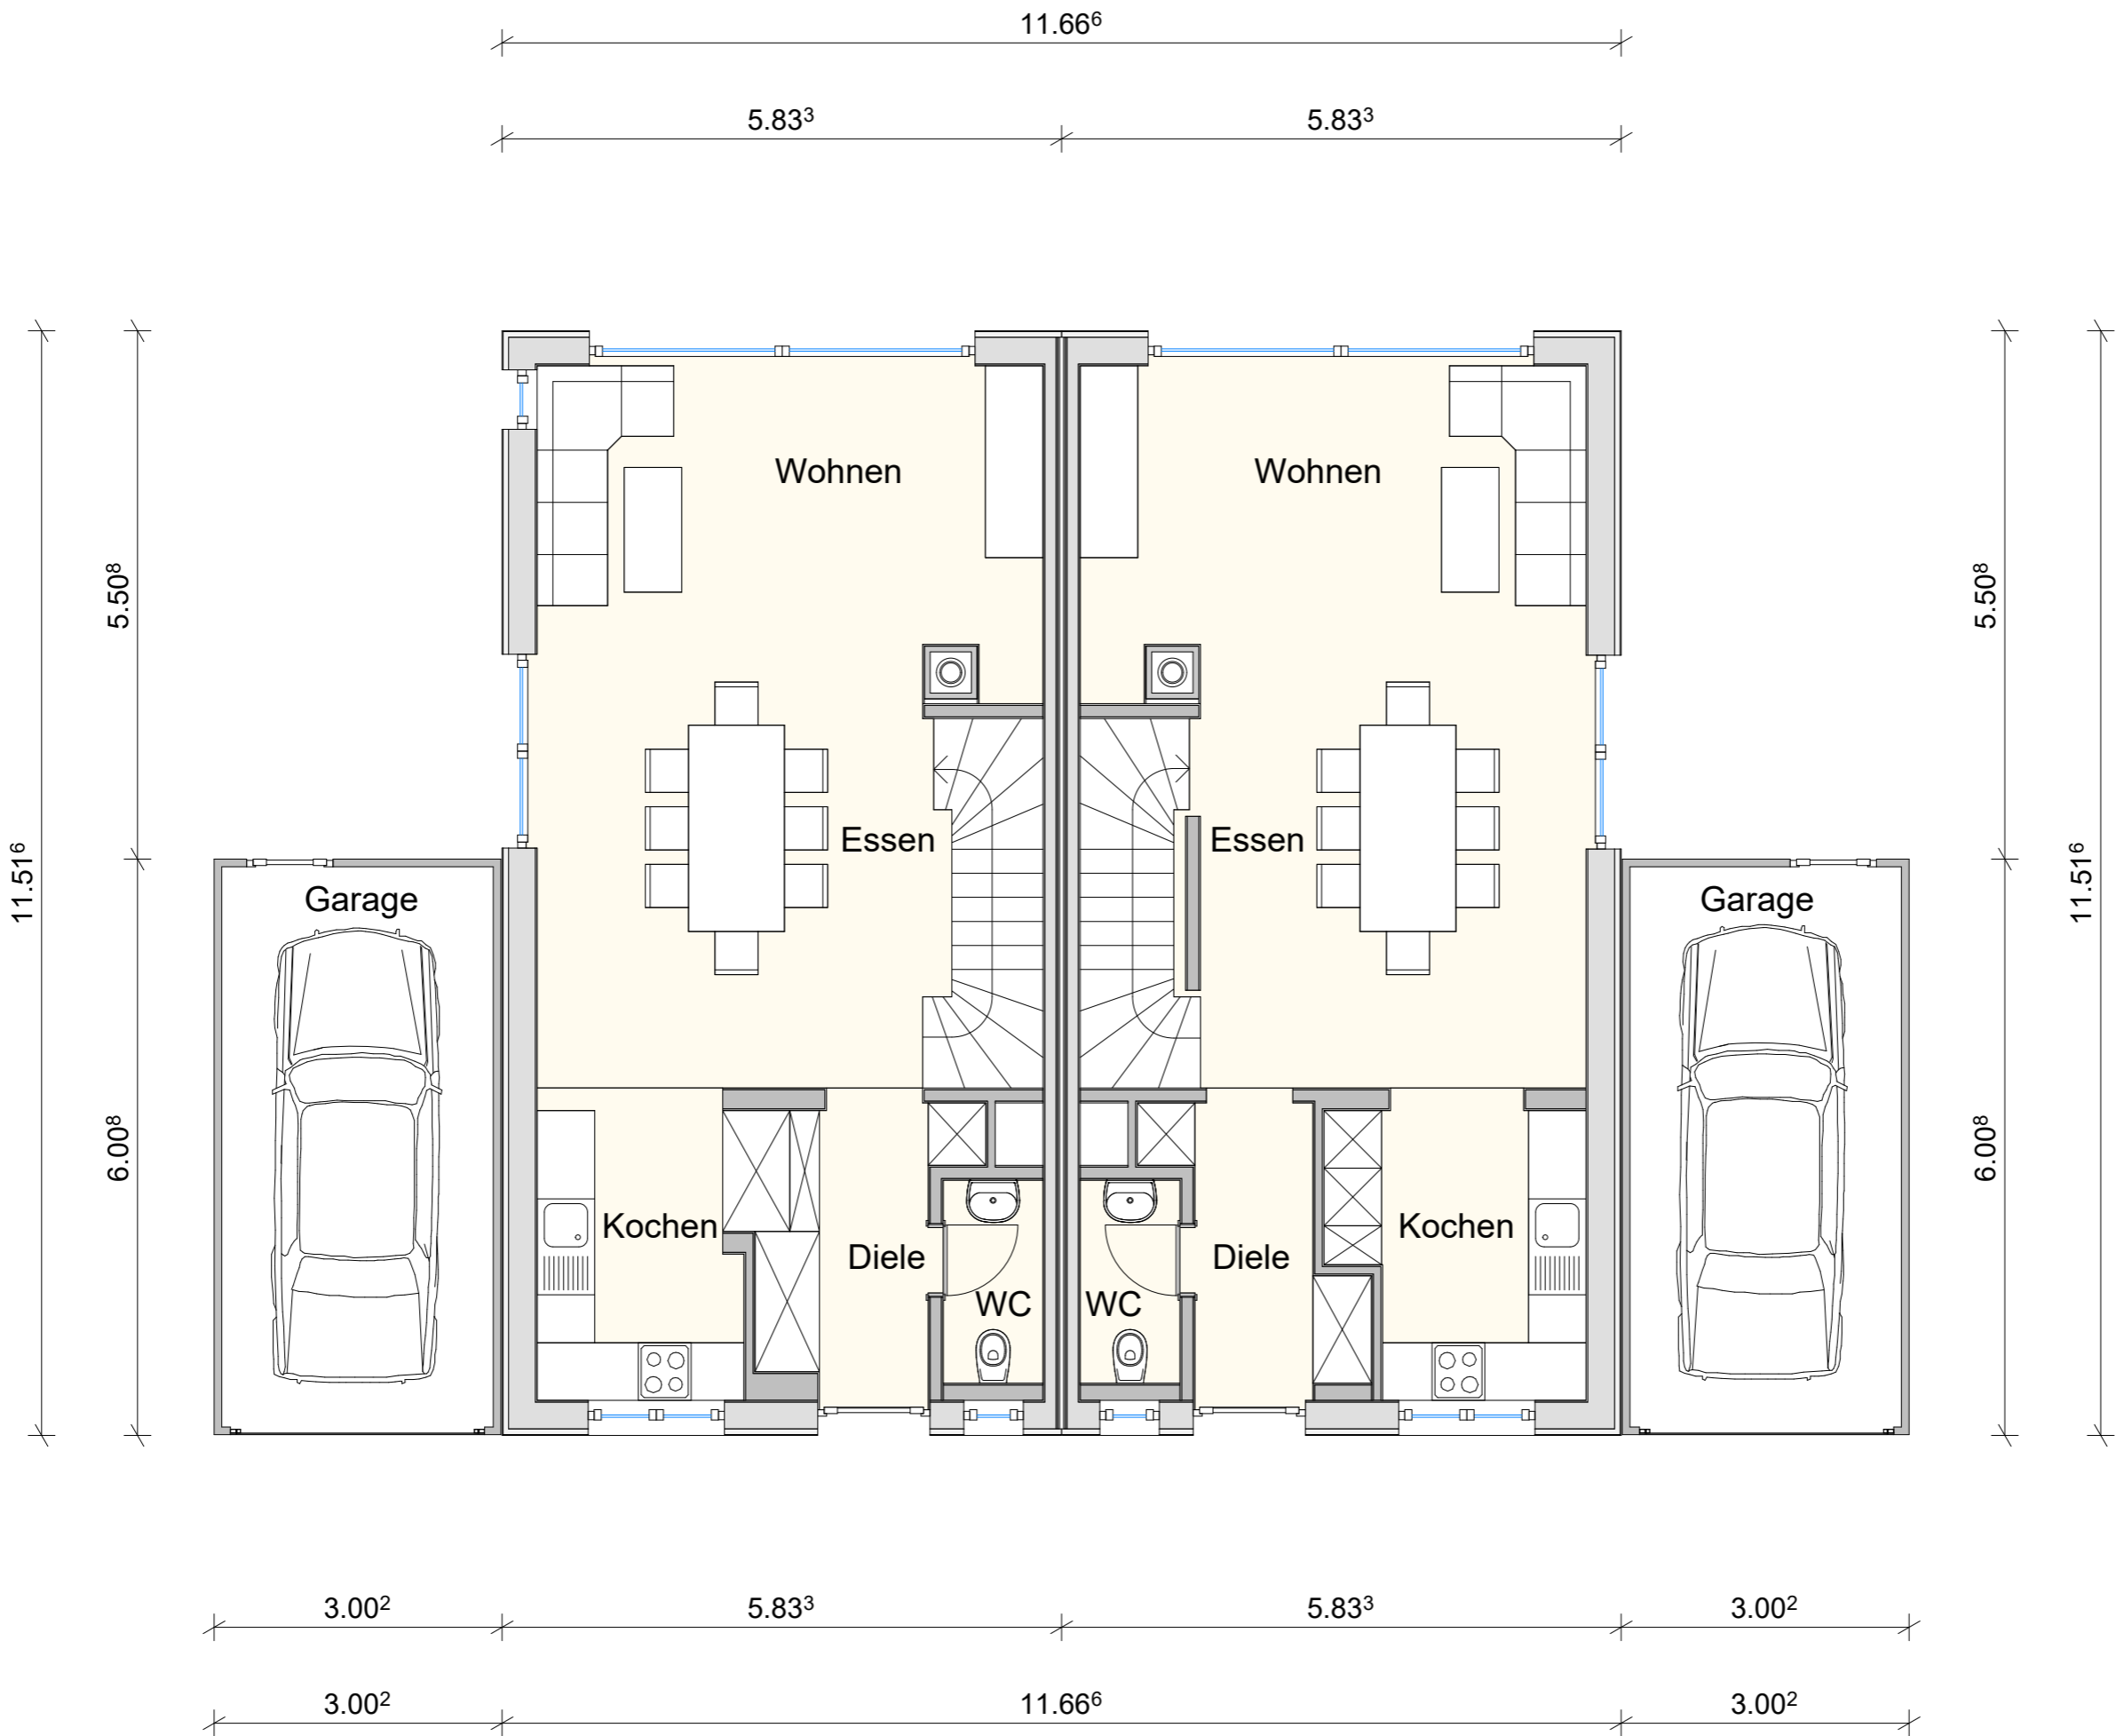 11.66⁶
5.83³ 5.83³
Wohnen Wohnen
5.50⁸ 5.50⁸
Essen Essen
11.51⁶ 11.51⁶
Garage Garage
6.00⁸ 6.00⁸
Kochen Kochen
Diele Diele
WC WC
3.00² 5.83³ 5.83³ 3.00²
3.00² 11.66⁶ 3.00²